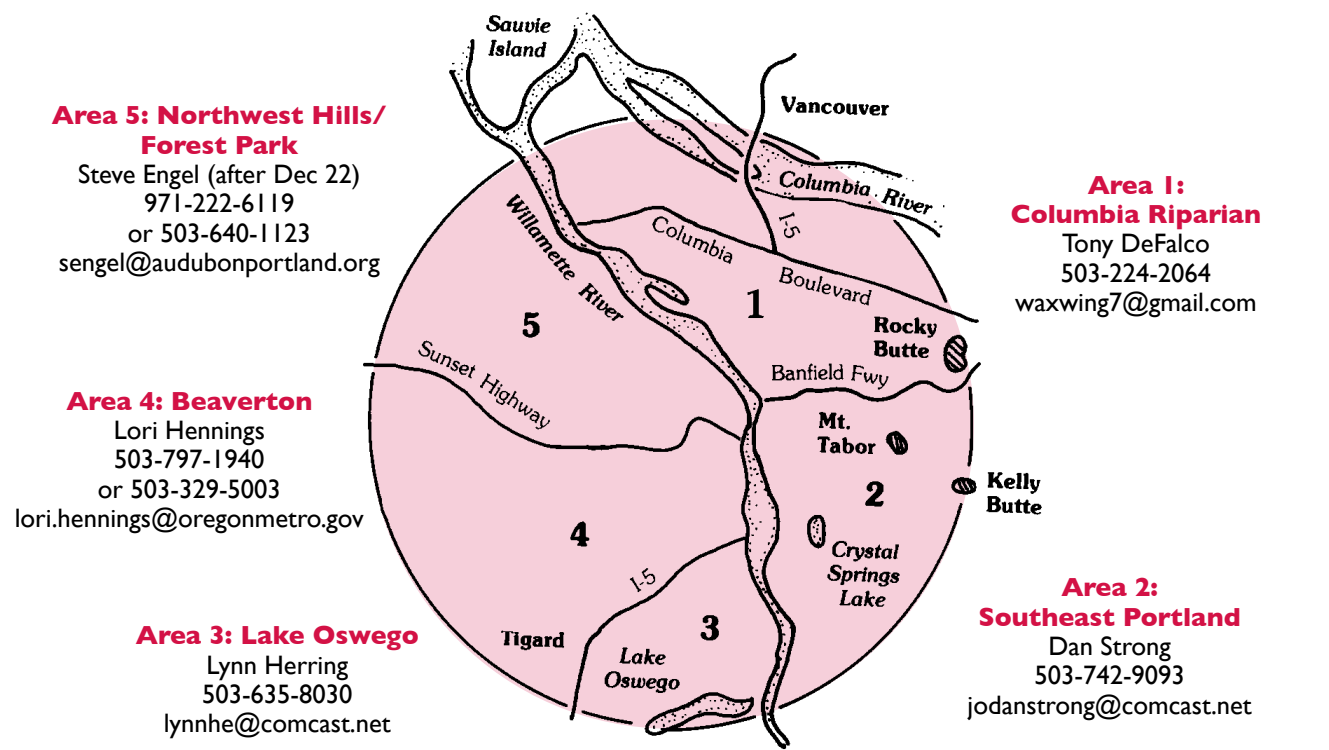 Sauvie
Island
Vancouver
Area 5: Northwest Hills/
Forest Park
Steve Engel (after Dec 22)
971-222-6119
or 503-640-1123
sengel@audubonportland.org
Columbia River
Area 1:
Columbia Riparian
Tony DeFalco
503-224-2064
waxwing7@gmail.com
Willamette River
I-5
Columbia Boulevard
1
5
Rocky
Butte
Sunset Highway
Banfield Fwy
Area 4: Beaverton
Lori Hennings
503-797-1940
or 503-329-5003
lori.hennings@oregonmetro.gov
Mt.
Tabor
2
Kelly
Butte
4
Crystal
Springs
Lake
I-5
3
Tigard
Lake
Oswego
Area 3: Lake Oswego
Lynn Herring
503-635-8030
lynnhe@comcast.net
Area 2:
Southeast Portland
Dan Strong
503-742-9093
jodanstrong@comcast.net